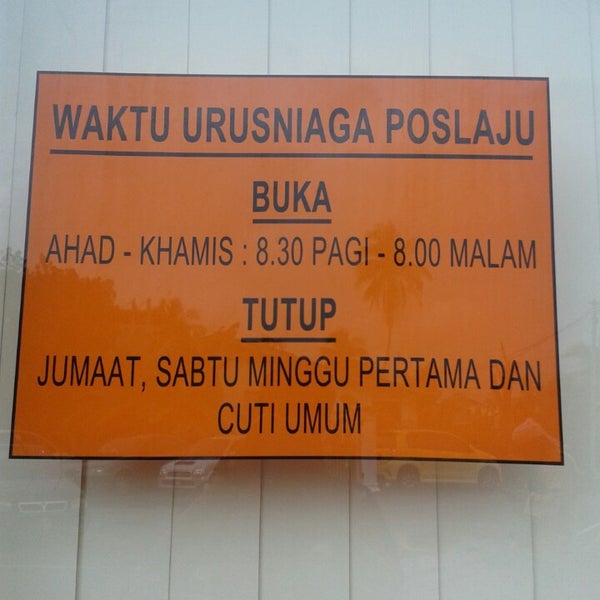 WAKTU URUSNIAGA POSLAJU
BUKA
AHAD - KHAMIS : 8.30 PAGI - 8.00 MALAM
TUTUP
JUMAAT, SABTU MINGGU PERTAMA DAN
CUTI UMUM